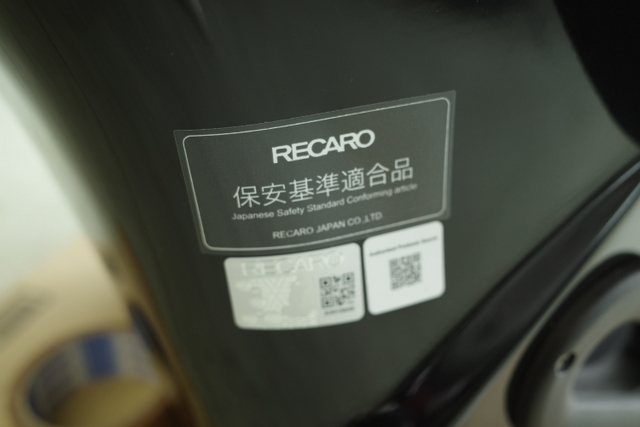 RECARO
保安基準適合品
Japanese Safety Standard Conforming article
RECARO JAPAN CO.,LTD
RECARO